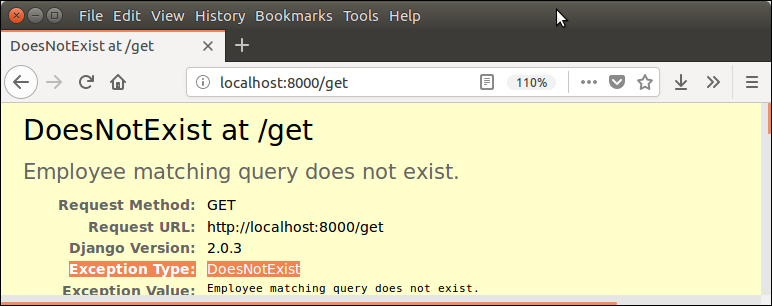 File Edit View History Bookmarks Tools Help
DoesNotExist at /get
localhost:8000/get 110%
DoesNotExist at /get
Employee matching query does not exist.
Request Method: GET
Request URL: http://localhost:8000/get
Django Version: 2.0.3
Exception Type: DoesNotExist
Exception Value: Employee matching query does not exist.